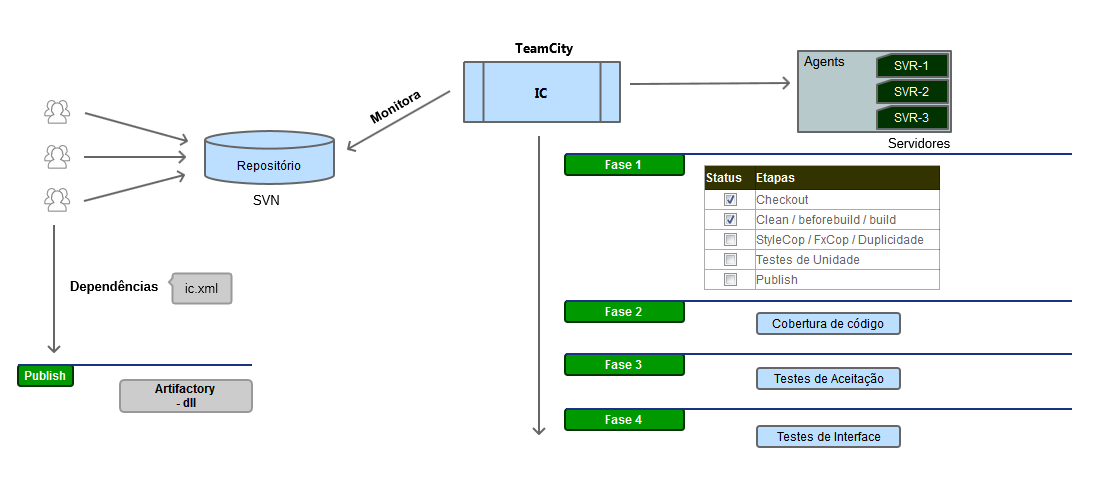 TeamCity
IC
Agents
SVR-1
SVR-2
SVR-3
Servidores
Monitora
Repositório
SVN
Dependências
ic.xml
Publish
Artifactory
- dll
Fase 1
Status Etapas
Checkout
Clean / beforebuild / build
StyleCop / FxCop / Duplicidade
Testes de Unidade
Publish
Fase 2
Cobertura de código
Fase 3
Testes de Aceitação
Fase 4
Testes de Interface